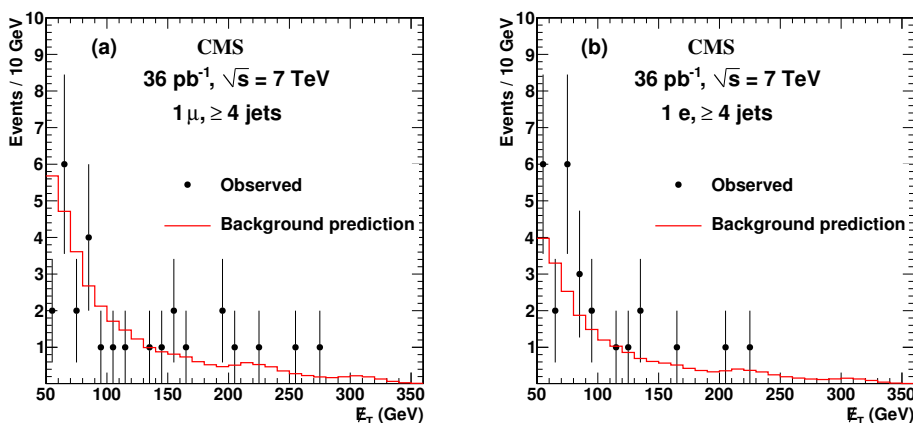 Events / 10 GeV
10
9
8
7
6
5
4
3
2
1
(a)
CMS
36 pb⁻¹, √s = 7 TeV
1 μ, ≥ 4 jets
Observed
Background prediction
50 100 150 200 250 300 350
E̸_T (GeV)
Events / 10 GeV
10
9
8
7
6
5
4
3
2
1
(b)
CMS
36 pb⁻¹, √s = 7 TeV
1 e, ≥ 4 jets
Observed
Background prediction
50 100 150 200 250 300 350
E̸_T (GeV)